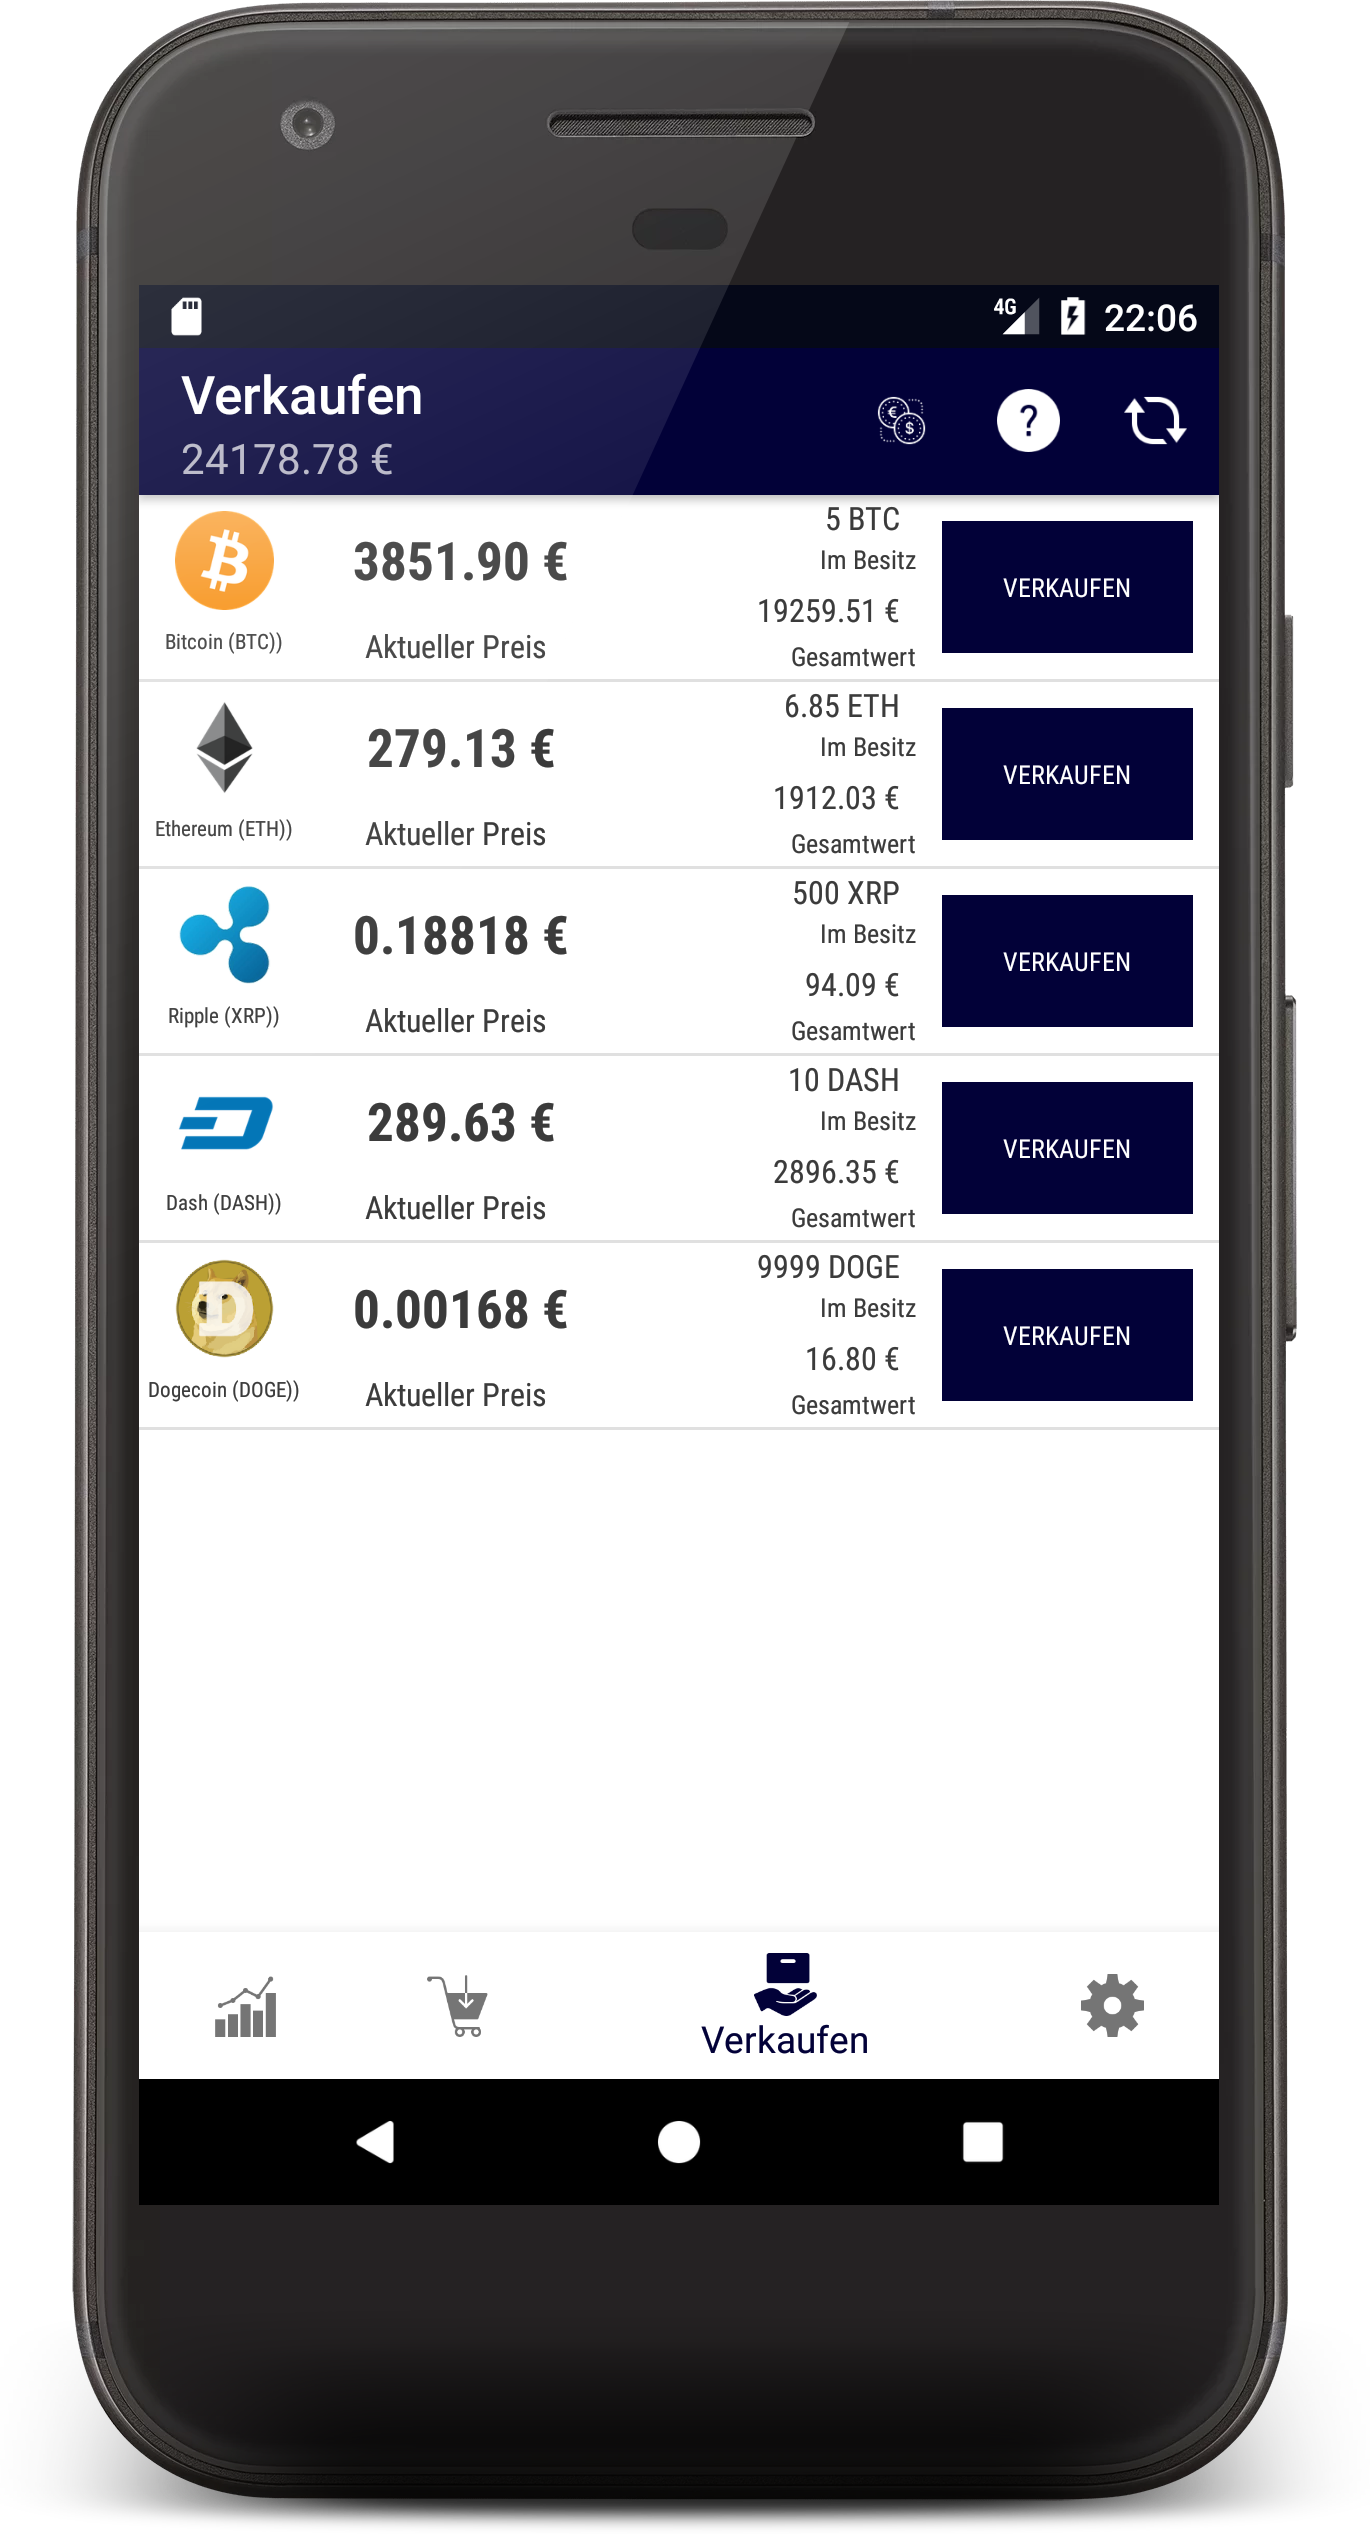 4G 22:06
Verkaufen
24178.78 €
€ $ ?
Bitcoin (BTC))
3851.90 €
Aktueller Preis
5 BTC
Im Besitz
19259.51 €
Gesamtwert
VERKAUFEN
Ethereum (ETH))
279.13 €
Aktueller Preis
6.85 ETH
Im Besitz
1912.03 €
Gesamtwert
VERKAUFEN
Ripple (XRP))
0.18818 €
Aktueller Preis
500 XRP
Im Besitz
94.09 €
Gesamtwert
VERKAUFEN
Dash (DASH))
289.63 €
Aktueller Preis
10 DASH
Im Besitz
2896.35 €
Gesamtwert
VERKAUFEN
Dogecoin (DOGE))
0.00168 €
Aktueller Preis
9999 DOGE
Im Besitz
16.80 €
Gesamtwert
VERKAUFEN
Verkaufen